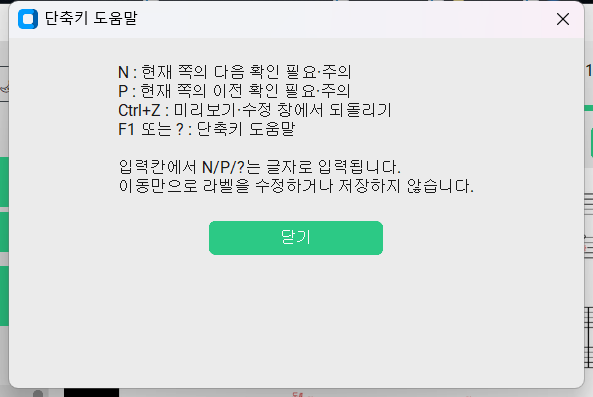 단축키 도움말
N : 현재 쪽의 다음 확인 필요·주의
P : 현재 쪽의 이전 확인 필요·주의
Ctrl+Z : 미리보기·수정 창에서 되돌리기
F1 또는 ? : 단축키 도움말
입력칸에서 N/P/?는 글자로 입력됩니다.
이동만으로 라벨을 수정하거나 저장하지 않습니다.
닫기